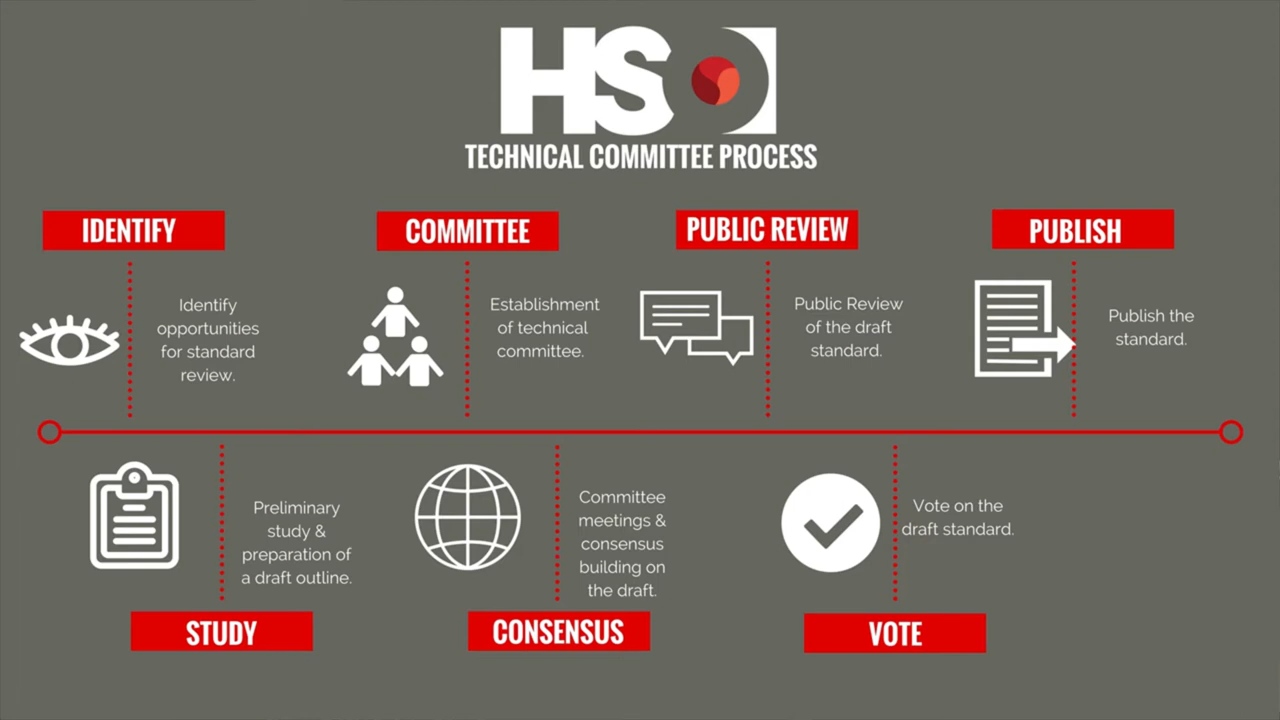 HSO
TECHNICAL COMMITTEE PROCESS
IDENTIFY
Identify
opportunities
for standard
review.
STUDY
Preliminary
study &
preparation of
a draft outline.
COMMITTEE
Establishment
of technical
committee.
CONSENSUS
Committee
meetings &
consensus
building on
the draft.
PUBLIC REVIEW
Public Review
of the draft
standard.
VOTE
Vote on the
draft standard.
PUBLISH
Publish the
standard.